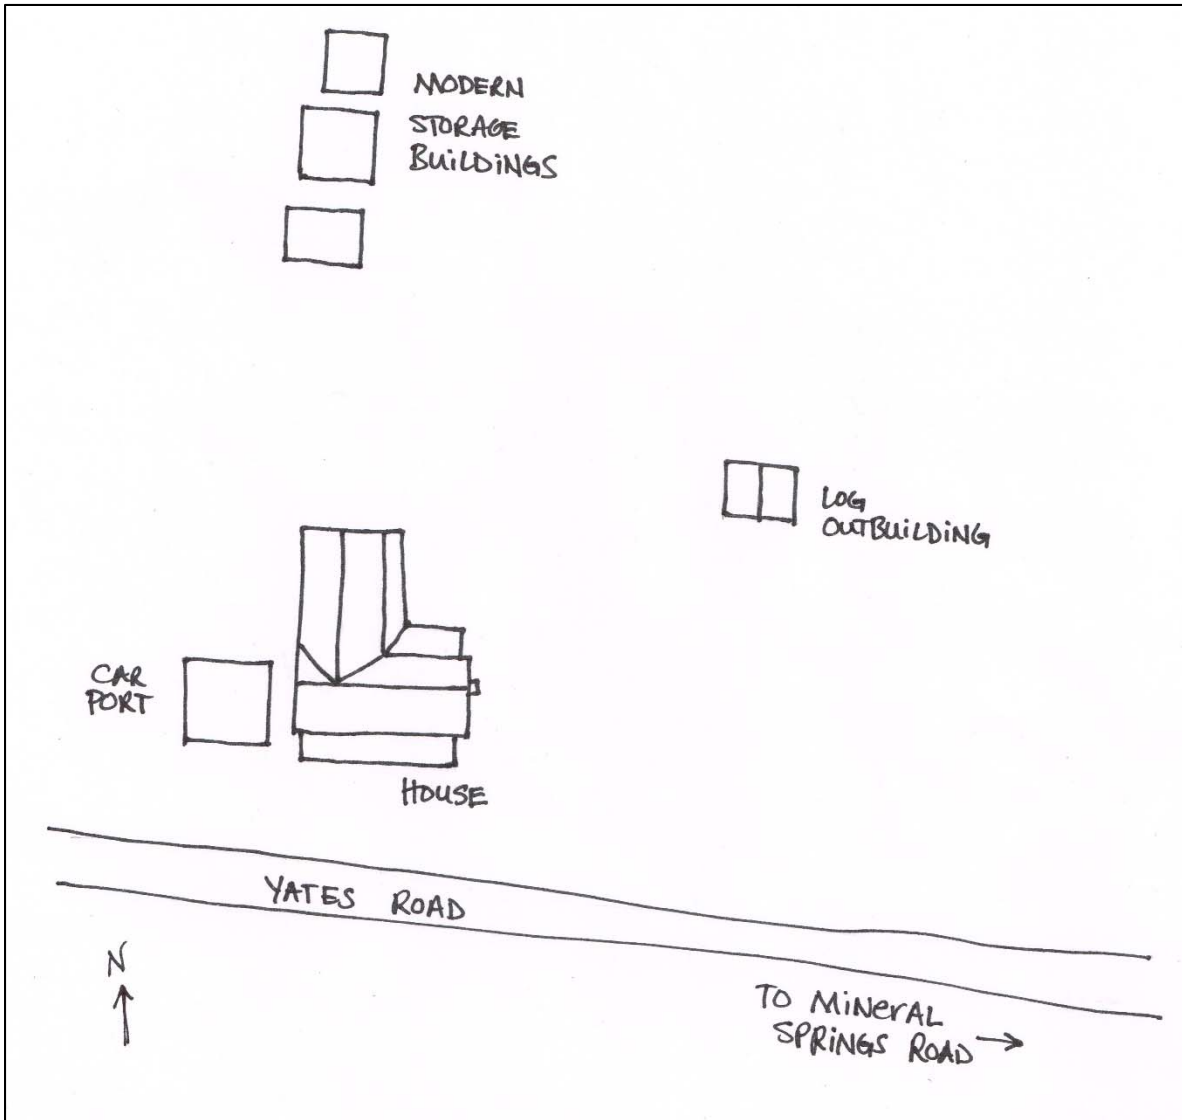 MODERN
STORAGE
BUiLDiNGS
LOG
OUTBUiLDiNG
CAR
PORT
HOUSE
YATES ROAD
N
TO MiNerAL
SPRiNGS ROAD